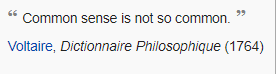 “ Common sense is not so common. ”
Voltaire, Dictionnaire Philosophique (1764)